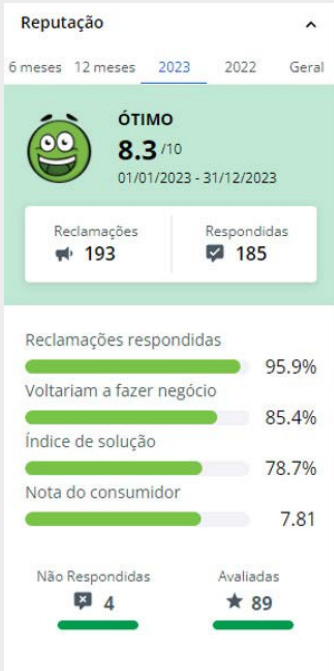 Reputação
6 meses 12 meses 2023 2022 Geral
ÓTIMO
8.3 /10
01/01/2023 - 31/12/2023
Reclamações Respondidas
193 185
Reclamações respondidas
95.9%
Voltariam a fazer negócio
85.4%
Índice de solução
78.7%
Nota do consumidor
7.81
Não Respondidas Avaliadas
4 89